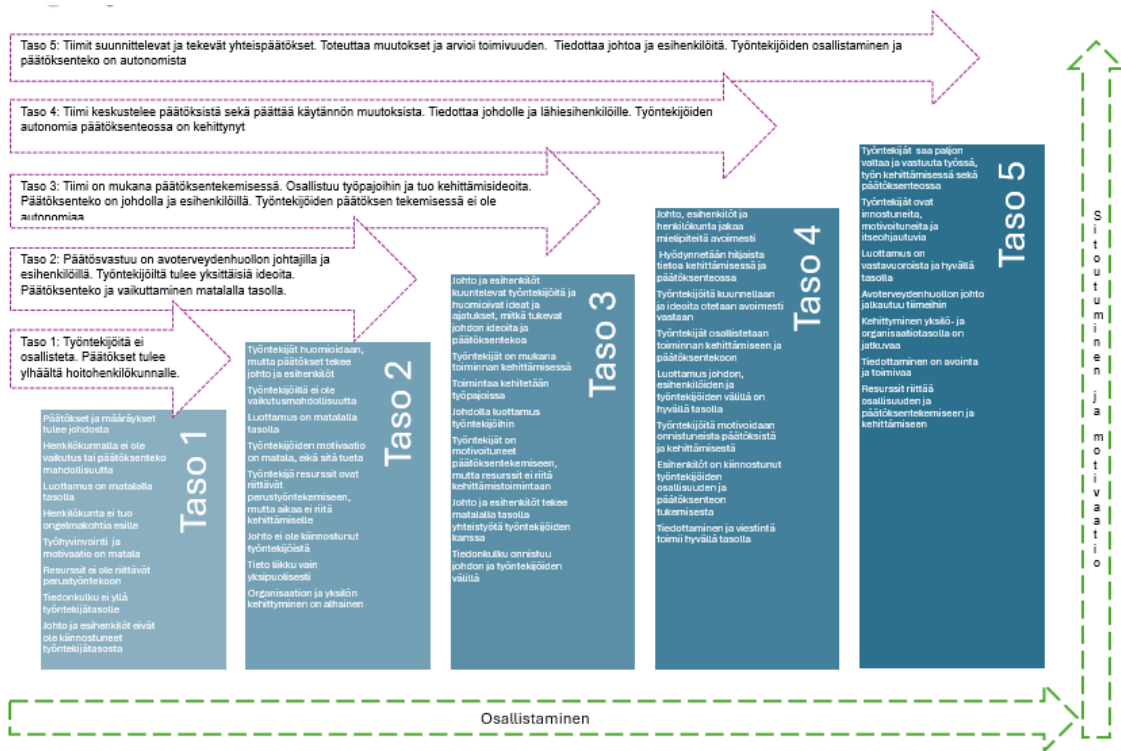 Taso 5: Tiimit suunnittelevat ja tekevät yhteispäätökset. Toteuttaa muutokset ja arvioi toimivuuden. Tiedottaa johtoa ja esihenkilöitä. Työntekijöiden osallistaminen ja
päätöksenteko on autonomista
Taso 4: Tiimi keskustelee päätöksistä sekä päättää käytännön muutoksista. Tiedottaa johdolle ja lähiesihenkilöille. Työntekijöiden
autonomia päätöksenteossa on kehittynyt
Taso 3: Tiimi on mukana päätöksentekemisessä. Osallistuu työpajoihin ja tuo kehittämisideoita.
Päätöksenteko on johdolla ja esihenkilöillä. Työntekijöiden päätöksen tekemisessä ei ole
autonomiaa
Taso 2: Päätösvastuu on avoterveydenhuollon johtajilla ja
esihenkilöillä. Työntekijöiltä tulee yksittäisiä ideoita.
Päätöksenteko ja vaikuttaminen matalalla tasolla.
Taso 1: Työntekijöitä ei
osallisteta. Päätökset tulee
ylhäältä hoitohenkilökunnalle.
Päätökset ja määräykset
tulee johdosta
Henkilökunnalla ei ole
vaikutus tai päätöksenteko
mahdollisuutta
Luottamus on matalalla
tasolla
Henkilökunta ei tuo
ongelmakohtia esille
Työhyvinvointi ja
motivaatio on matala
Resurssit ei ole riittävät
perustyöntekoon
Tiedonkulku ei yllä
työntekijätasolle
Johto ja esihenkilöt eivät
ole kiinnostuneet
työntekijätasosta
Taso 1
Työntekijät huomioidaan,
mutta päätökset tekee
johto ja esihenkilöt
Työntekijöillä ei ole
vaikutusmahdollisuutta
Luottamus on matalalla
tasolla
Työntekijöiden motivaatio
on matala, eikä sitä tueta
Työntekijä resurssit ovat
riittävät
perustyöntekemiseen,
mutta aikaa ei riitä
kehittämiselle
Johto ei ole kiinnostunut
työntekijöistä
Tieto liikku vain
yksipuolisesti
Organisaation ja yksilön
kehittyminen on alhainen
Taso 2
Johto ja esihenkilöt
kuuntelevat työntekijöitä ja
huomioivat ideat ja
ajatukset, mitkä tukevat
johdon ideoita ja
päätöksentekoa
Työntekijät on mukana
toiminnan kehittämisessä
Toimintaa kehitetään
työpajoissa
Johdolla luottamus
työntekijöihin
Työntekijät on
motivoituneet
päätöksentekemiseen,
mutta resurssit ei riitä
kehittämistoimintaan
Johto ja esihenkilöt tekee
matalalla tasolla
yhteistyötä työntekijöiden
kanssa
Tiedonkulku onnistuu
johdon ja työntekijöiden
välillä
Taso 3
Johto, esihenkilöt ja
henkilökunta jakaa
mielipiteitä avoimesti
Hyödynnetään hiljaista
tietoa kehittämisessä ja
päätöksenteossa
Työntekijöitä kuunnellaan
ja ideoita otetaan avoimesti
vastaan
Työntekijät osallistetaan
toiminnan kehittämiseen ja
päätöksentekoon
Luottamus johdon,
esihenkilöiden ja
työntekijöiden välillä on
hyvällä tasolla
Työntekijöitä motivoidaan
onnistuneista päätöksistä
ja kehittämisestä
Esihenkilöt on kiinnostunut
työntekijöiden
osallisuuden ja
päätöksenteon
tukemisesta
Tiedottaminen ja viestintä
toimii hyvällä tasolla
Taso 4
Työntekijät saa paljon
valtaa ja vastuuta työssä,
työn kehittämisessä sekä
päätöksenteossa
Työntekijät ovat
innostuneita,
motivoituneita ja
itseohjautuvia
Luottamus on
vastavuoroista ja hyvällä
tasolla
Avoterveydenhuollon johto
jalkautuu tiimeihin
Kehittyminen yksilö- ja
organisaatiotasolla on
jatkuvaa
Tiedottaminen on avointa
ja toimivaa
Resurssit riittää
osallisuuden ja
päätöksentekemiseen ja
kehittämiseen
Taso 5
Sitoutuminen ja motivaatio
Osallistaminen